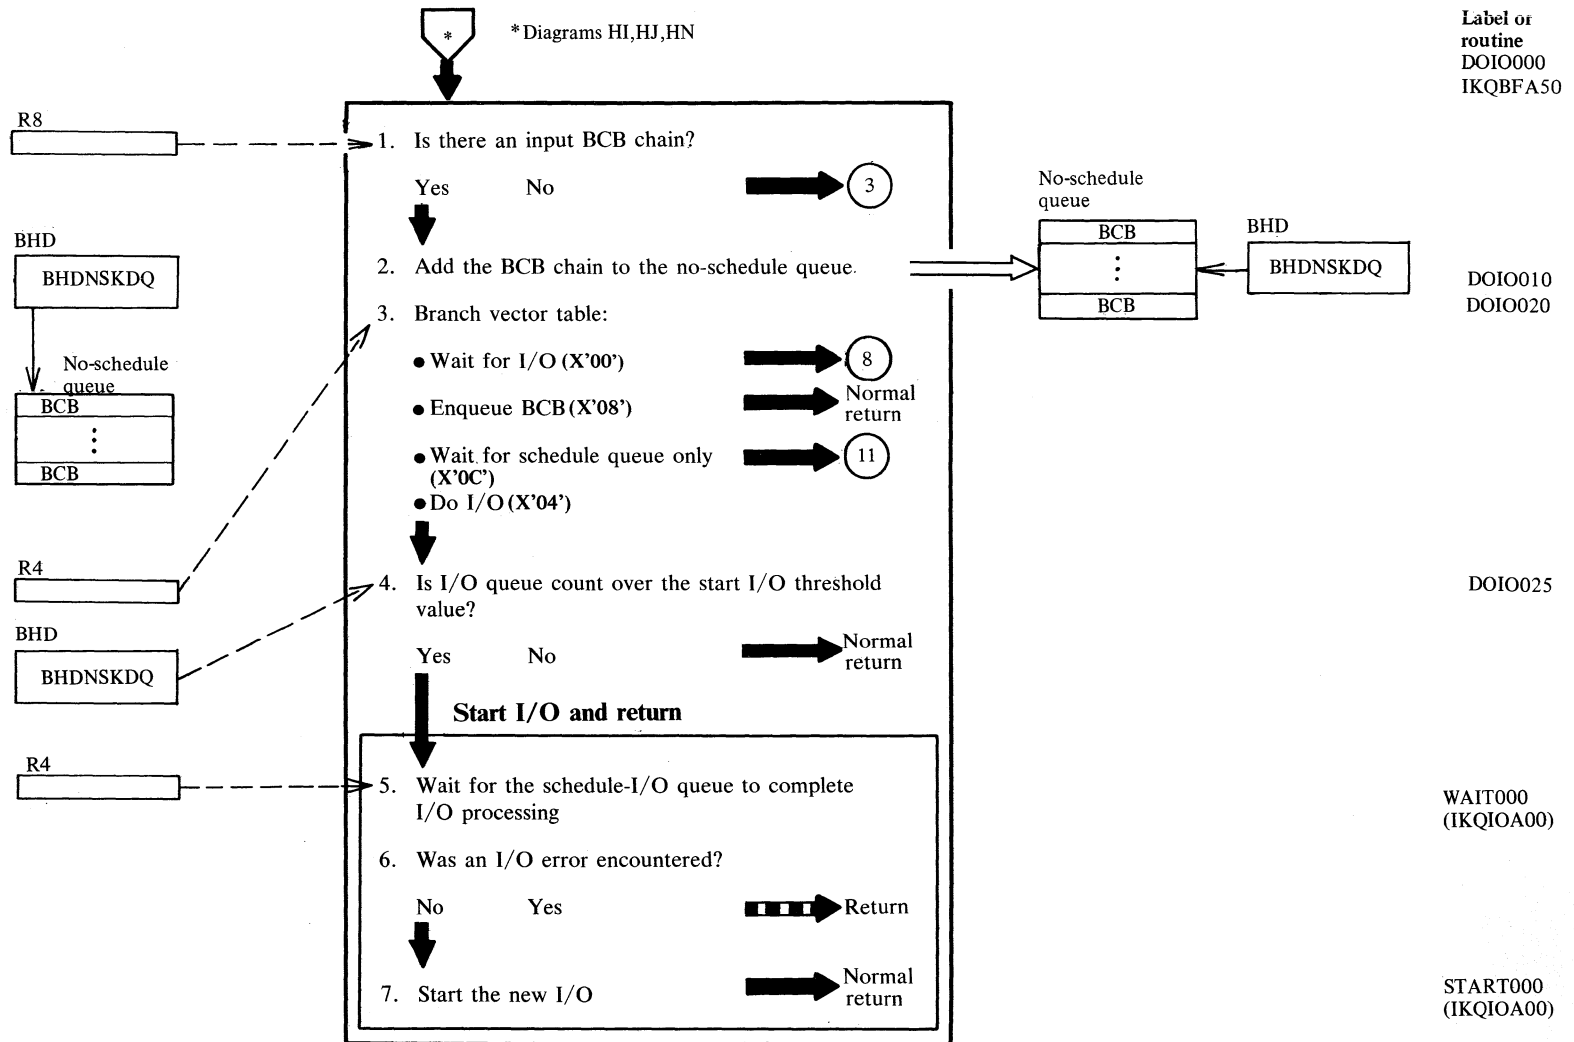 *
*Diagrams HI,HJ,HN
Label or
routine
DOIO000
IKQBFA50
R8
1. Is there an input BCB chain?
Yes No
3
No-schedule
queue
BCB
BCB
BHD
BHDNSKDQ
BHD
BHDNSKDQ
2. Add the BCB chain to the no-schedule queue.
DOIO010
3. Branch vector table:
DOIO020
• Wait for I/O (X'00')
8
No-schedule
queue
BCB
BCB
• Enqueue BCB (X'08')
Normal
return
• Wait for schedule queue only
(X'0C')
11
• Do I/O (X'04')
R4
4. Is I/O queue count over the start I/O threshold
value?
DOIO025
BHD
BHDNSKDQ
Yes No
Normal
return
Start I/O and return
R4
5. Wait for the schedule-I/O queue to complete
I/O processing
WAIT000
(IKQIOA00)
6. Was an I/O error encountered?
No Yes
Return
7. Start the new I/O
Normal
return
START000
(IKQIOA00)